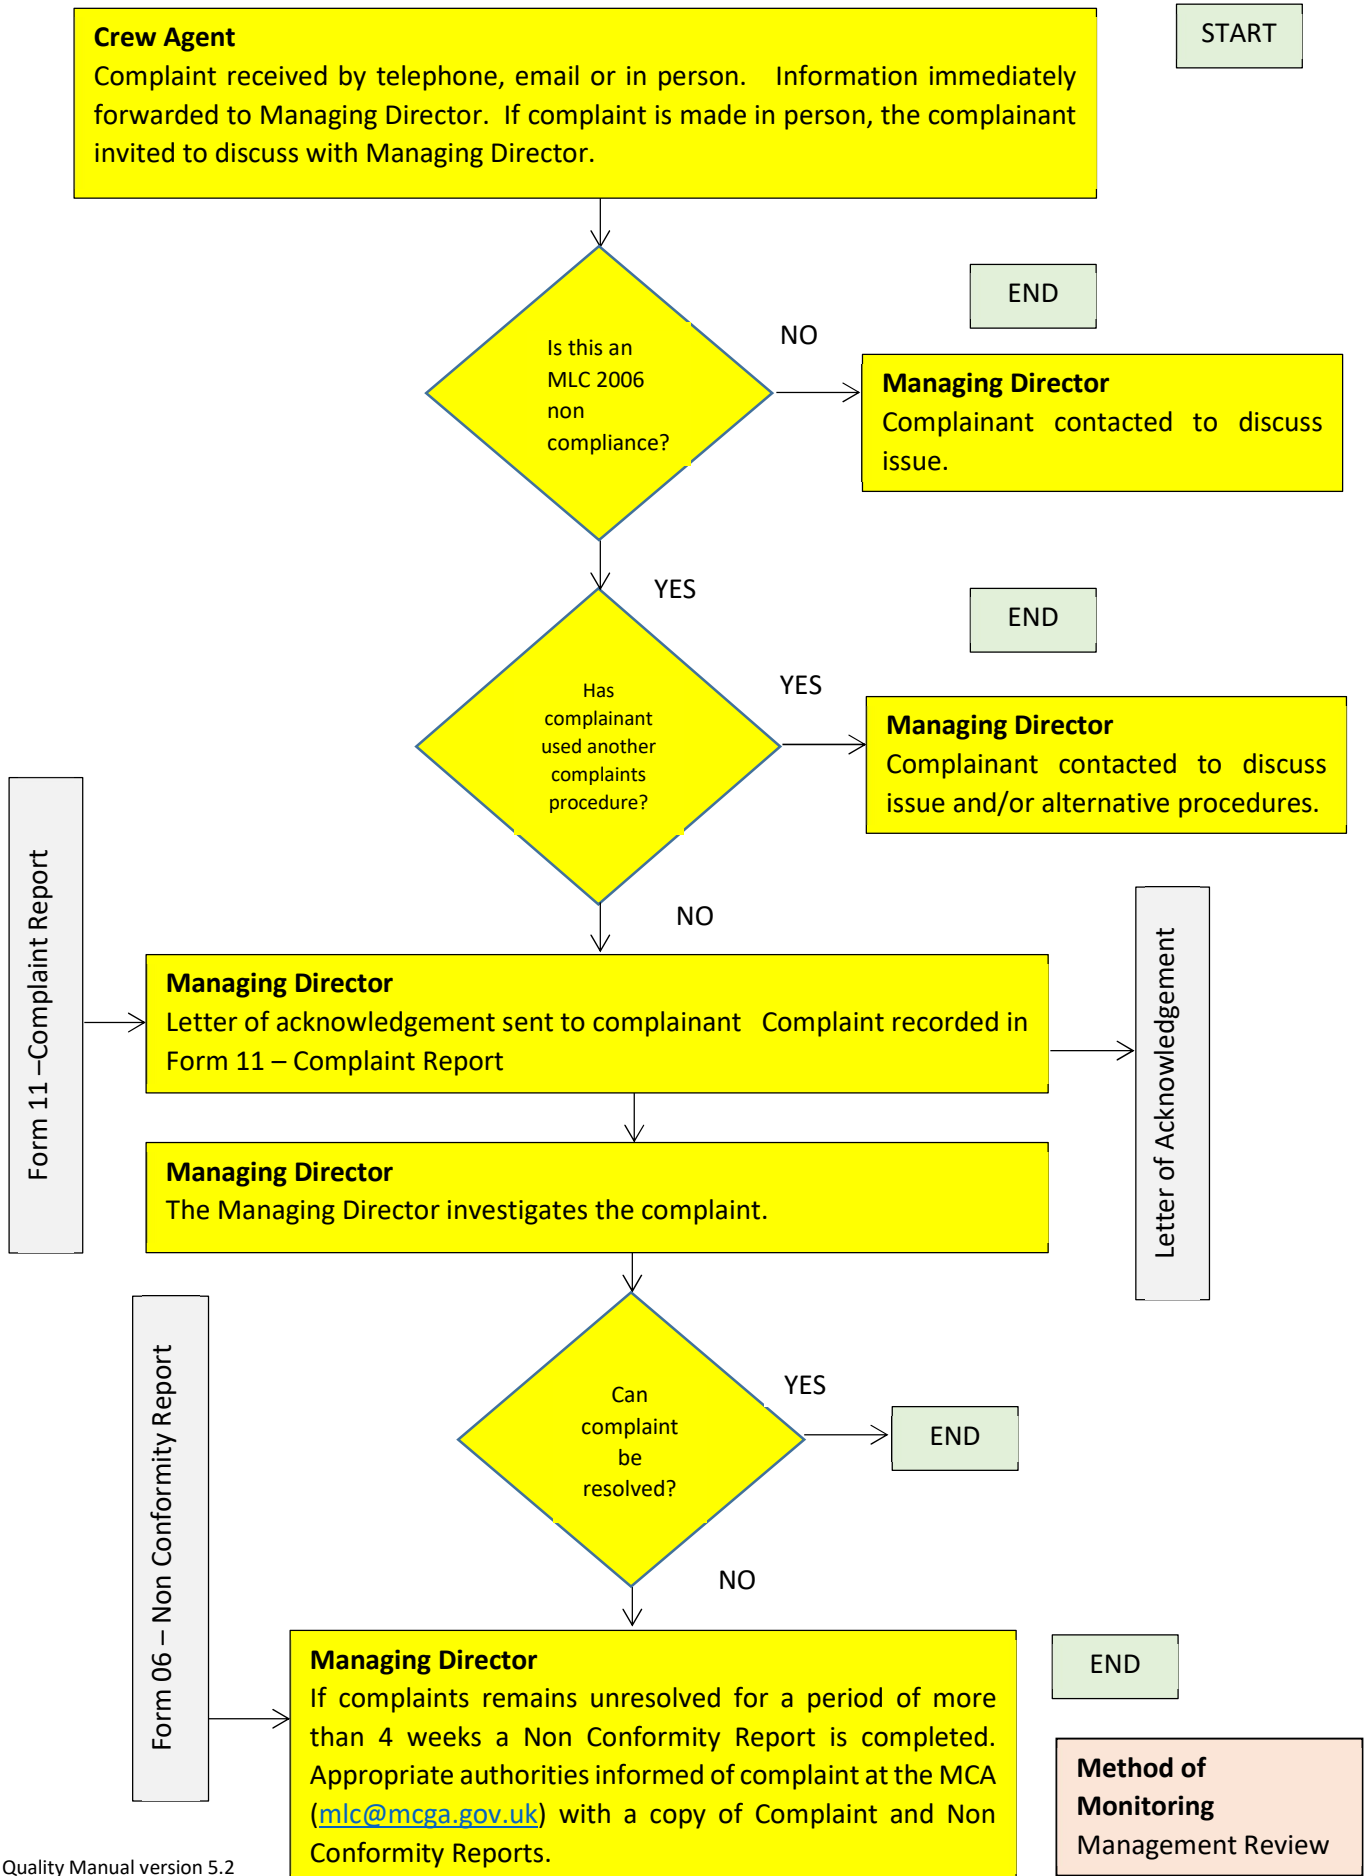 START
Crew Agent
Complaint received by telephone, email or in person. Information immediately
forwarded to Managing Director. If complaint is made in person, the complainant
invited to discuss with Managing Director.
Is this an
MLC 2006
non
compliance?
NO
END
Managing Director
Complainant contacted to discuss
issue.
YES
Has
complainant
used another
complaints
procedure?
YES
END
Managing Director
Complainant contacted to discuss
issue and/or alternative procedures.
NO
Form 11 –Complaint Report
Managing Director
Letter of acknowledgement sent to complainant Complaint recorded in
Form 11 – Complaint Report
Letter of Acknowledgement
Managing Director
The Managing Director investigates the complaint.
Can
complaint
be
resolved?
YES
END
NO
Form 06 – Non Conformity Report
Managing Director
If complaints remains unresolved for a period of more
than 4 weeks a Non Conformity Report is completed.
Appropriate authorities informed of complaint at the MCA
(mlc@mcga.gov.uk) with a copy of Complaint and Non
Conformity Reports.
END
Method of
Monitoring
Management Review
Quality Manual version 5.2